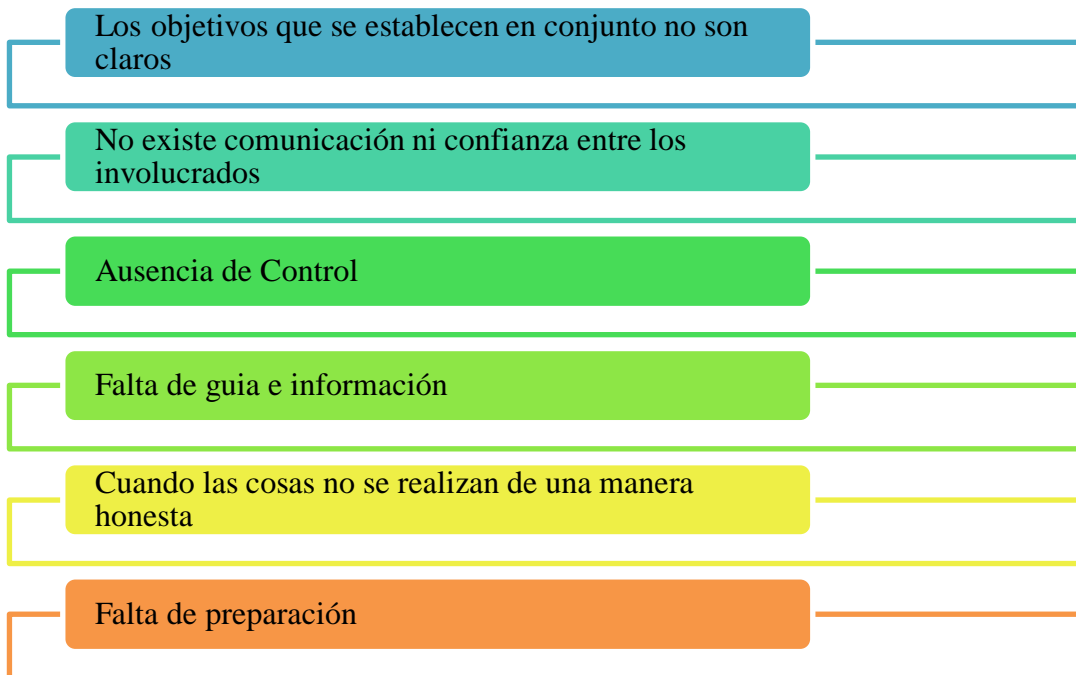 Los objetivos que se establecen en conjunto no son
claros
No existe comunicación ni confianza entre los
involucrados
Ausencia de Control
Falta de guia e información
Cuando las cosas no se realizan de una manera
honesta
Falta de preparación